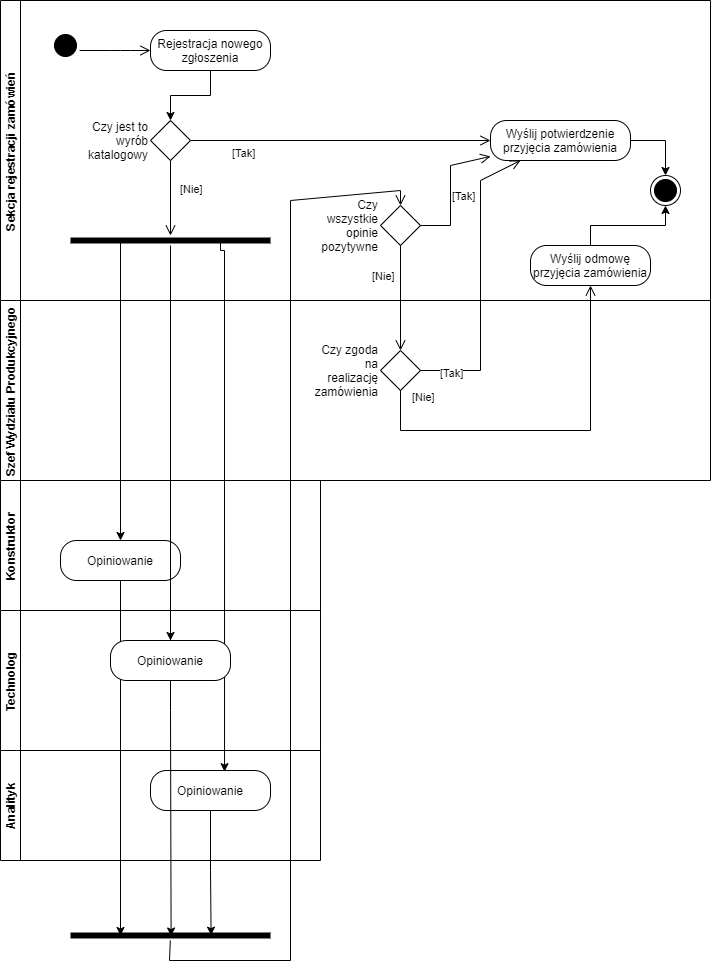 Sekcja rejestracji zamówień
Rejestracja nowego
zgłoszenia
Czy jest to
wyrób
katalogowy
[Tak]
[Nie]
Wyślij potwierdzenie
przyjęcia zamówienia
[Tak]
Czy
wszystkie
opinie
pozytywne
[Nie]
Wyślij odmowę
przyjęcia zamówienia
Szef Wydziału Produkcyjnego
Czy zgoda
na
realizację
zamówienia
[Tak]
[Nie]
Konstruktor
Opiniowanie
Technolog
Opiniowanie
Analityk
Opiniowanie